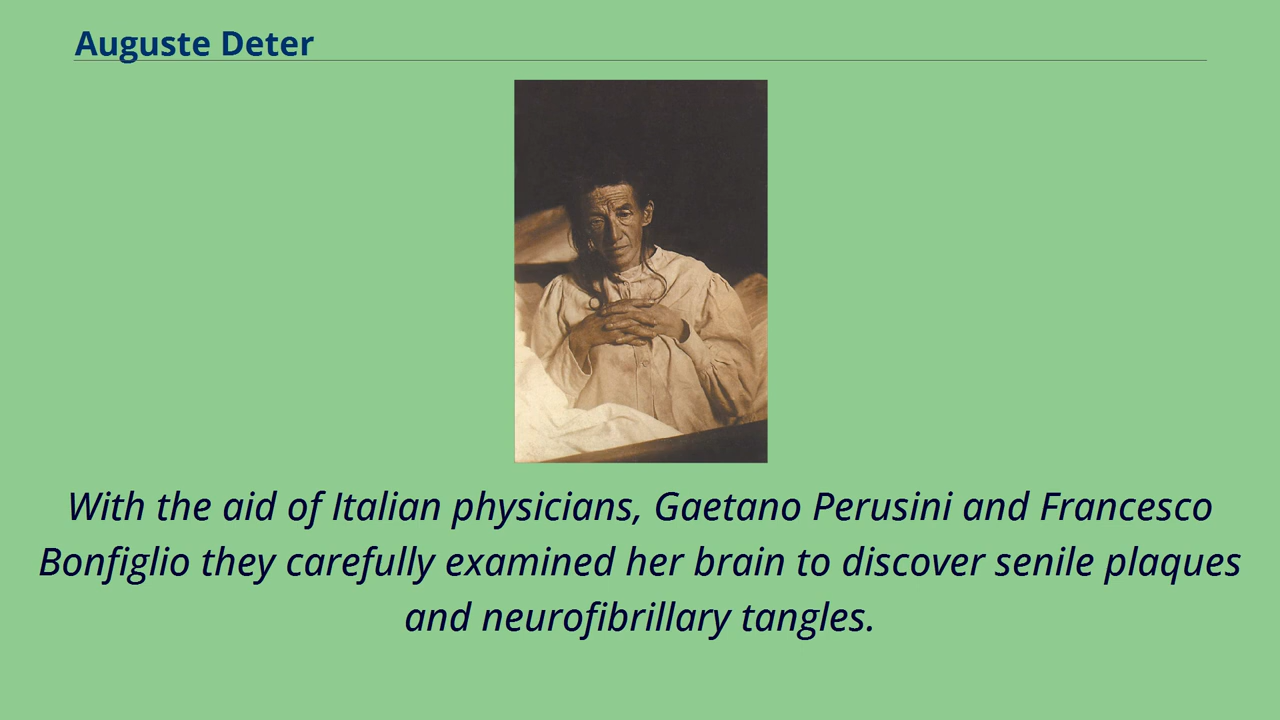 Auguste Deter
With the aid of Italian physicians, Gaetano Perusini and Francesco
Bonfiglio they carefully examined her brain to discover senile plaques
and neurofibrillary tangles.